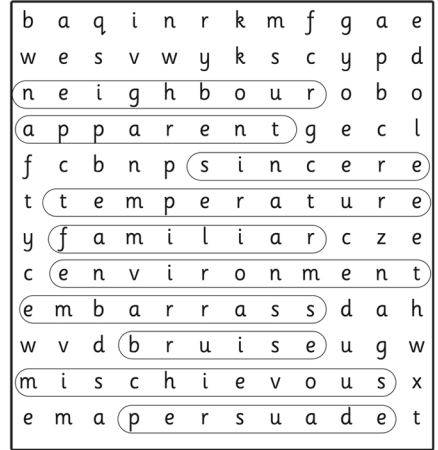 b a q i n r k m f g a e
w e s v w y k s c y p d
n e i g h b o u r o b o
a p p a r e n t g e c l
f c b n p s i n c e r e
t t e m p e r a t u r e
y f a m i l i a r c z e
c e n v i r o n m e n t
e m b a r r a s s d a h
w v d b r u i s e u g w
m i s c h i e v o u s x
e m a p e r s u a d e t